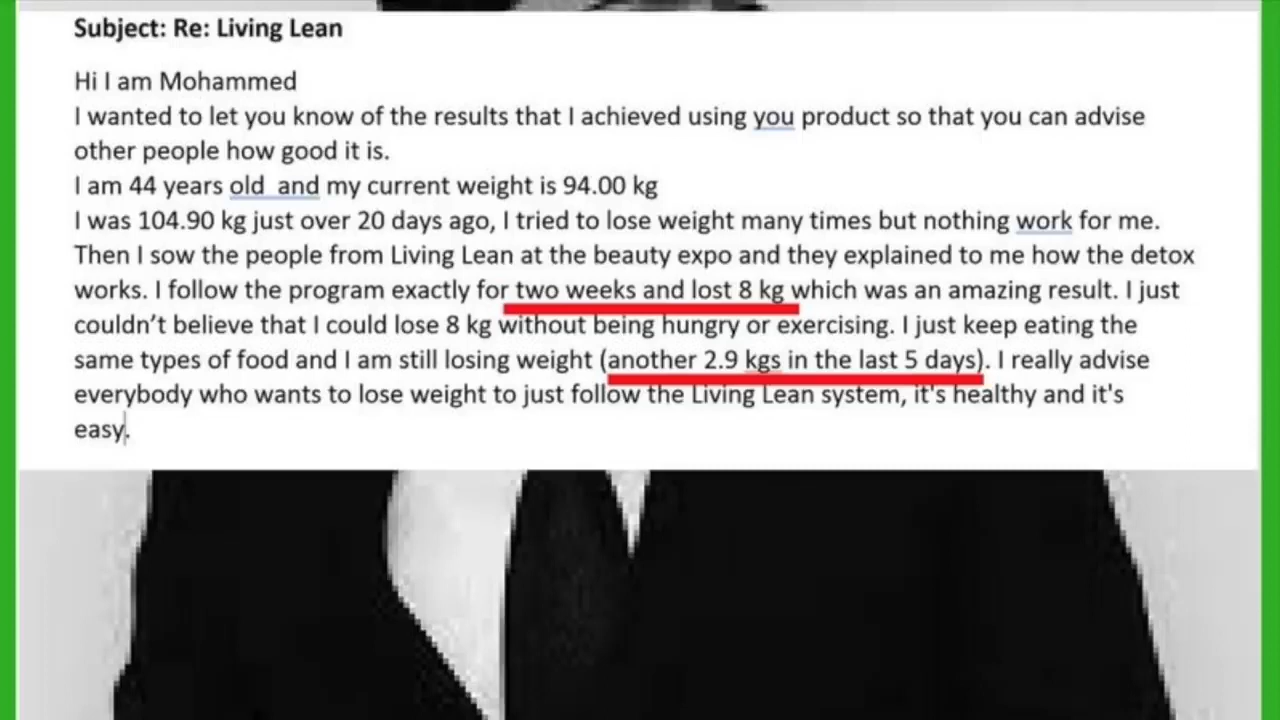 Subject: Re: Living Lean
Hi I am Mohammed
I wanted to let you know of the results that I achieved using you product so that you can advise
other people how good it is.
I am 44 years old  and my current weight is 94.00 kg
I was 104.90 kg just over 20 days ago, I tried to lose weight many times but nothing work for me.
Then I sow the people from Living Lean at the beauty expo and they explained to me how the detox
works. I follow the program exactly for two weeks and lost 8 kg which was an amazing result. I just
couldn’t believe that I could lose 8 kg without being hungry or exercising. I just keep eating the
same types of food and I am still losing weight (another 2.9 kgs in the last 5 days). I really advise
everybody who wants to lose weight to just follow the Living Lean system, it's healthy and it's
easy.